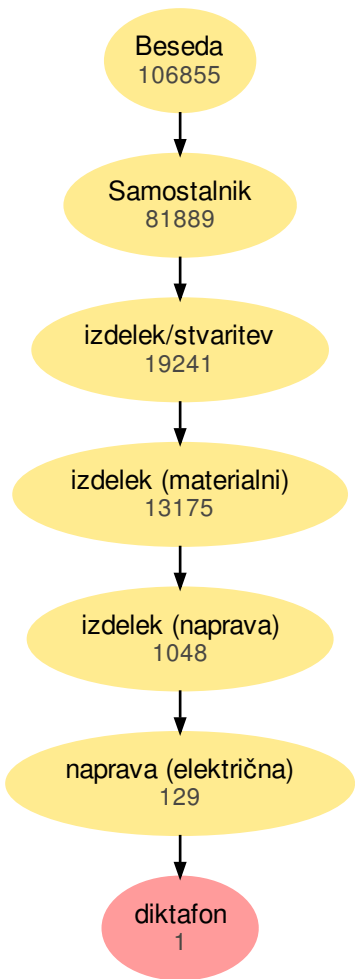 Beseda
106855
Samostalnik
81889
izdelek/stvaritev
19241
izdelek (materialni)
13175
izdelek (naprava)
1048
naprava (električna)
129
diktafon
1